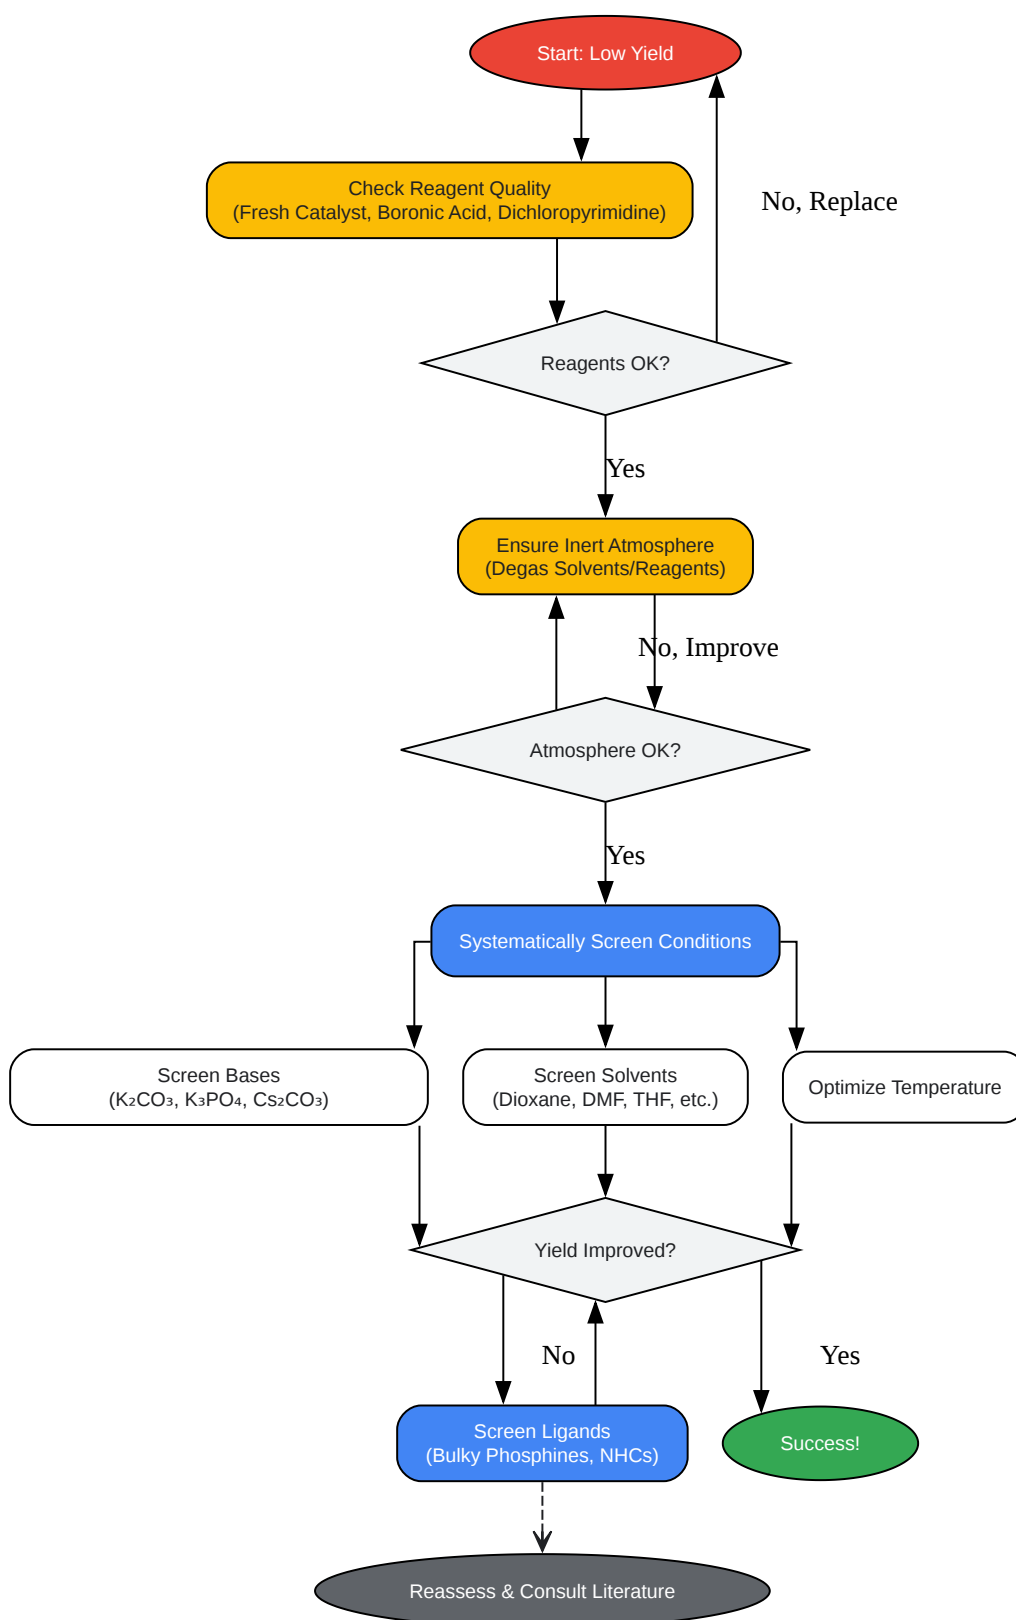 Start: Low Yield
Check Reagent Quality
(Fresh Catalyst, Boronic Acid, Dichloropyrimidine)
No, Replace
Reagents OK?
Yes
Ensure Inert Atmosphere
(Degas Solvents/Reagents)
No, Improve
Atmosphere OK?
Yes
Systematically Screen Conditions
Screen Bases
(K₂CO₃, K₃PO₄, Cs₂CO₃)
Screen Solvents
(Dioxane, DMF, THF, etc.)
Optimize Temperature
Yield Improved?
No
Yes
Screen Ligands
(Bulky Phosphines, NHCs)
Success!
Reassess & Consult Literature